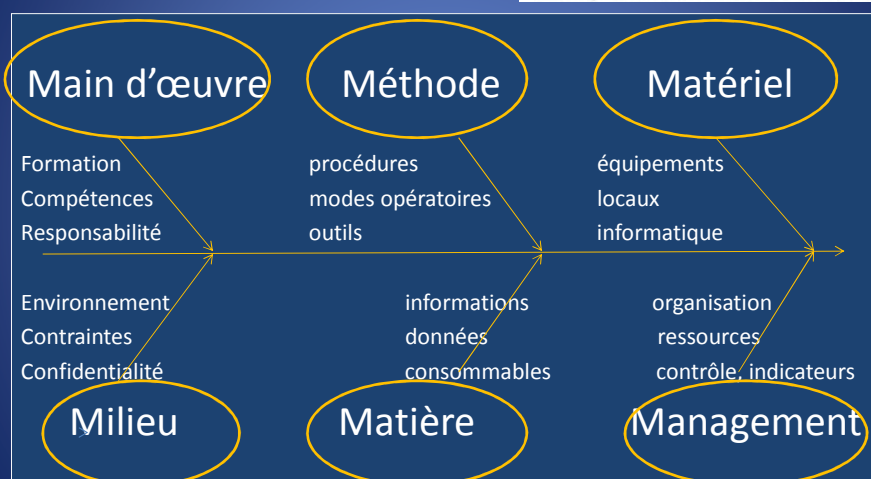 Main d'œuvre Méthode Matériel
Formation procédures équipements
Compétences modes opératoires locaux
Responsabilité outils informatique
Environnement informations organisation
Contraintes données ressources
Confidentialité consommables contrôle, indicateurs
Milieu Matière Management